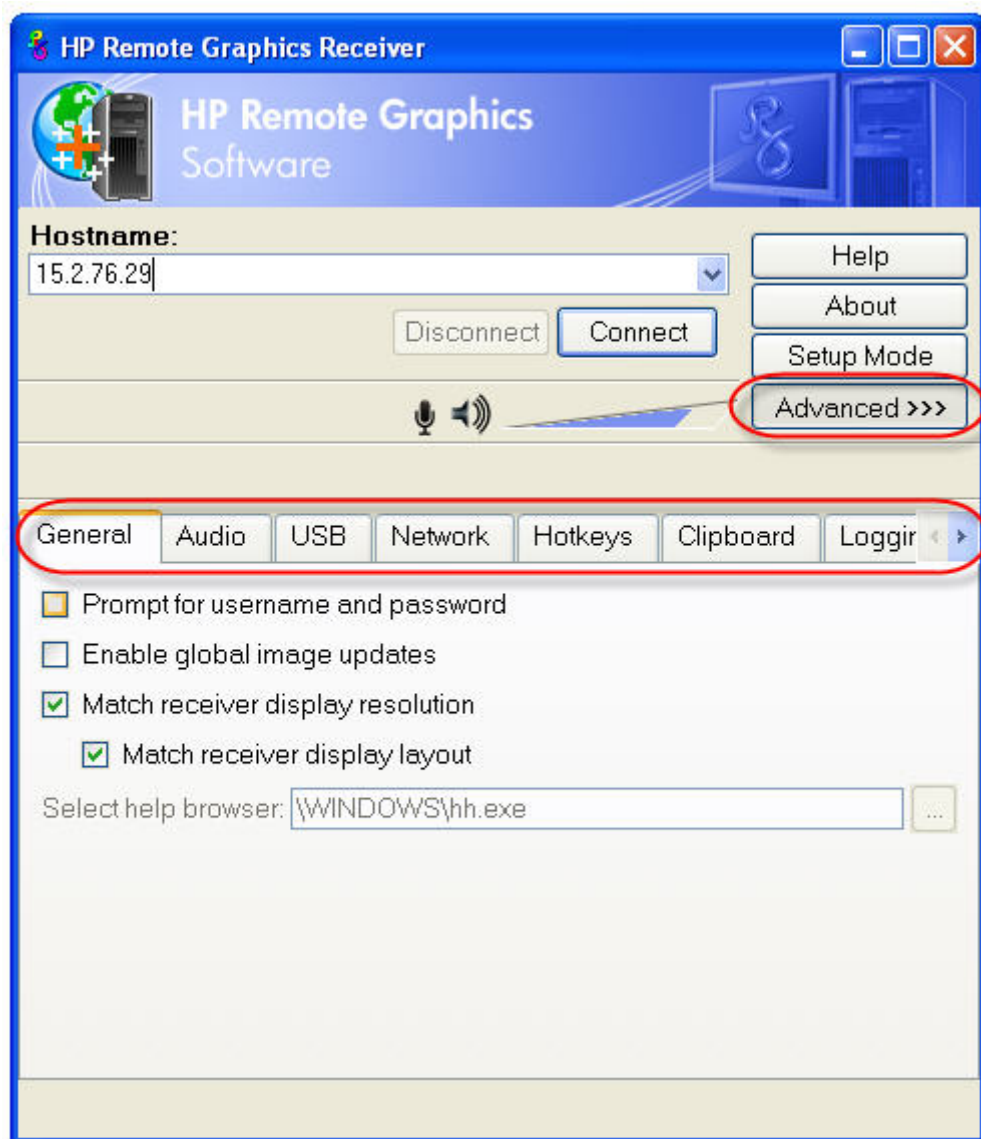 HP Remote Graphics Receiver
HP Remote Graphics
Software
Hostname:
15.2.76.29
Help
About
Disconnect Connect
Setup Mode
Advanced >>>
General Audio USB Network Hotkeys Clipboard Loggin
Prompt for username and password
Enable global image updates
Match receiver display resolution
Match receiver display layout
Select help browser: \WINDOWS\hh.exe ...